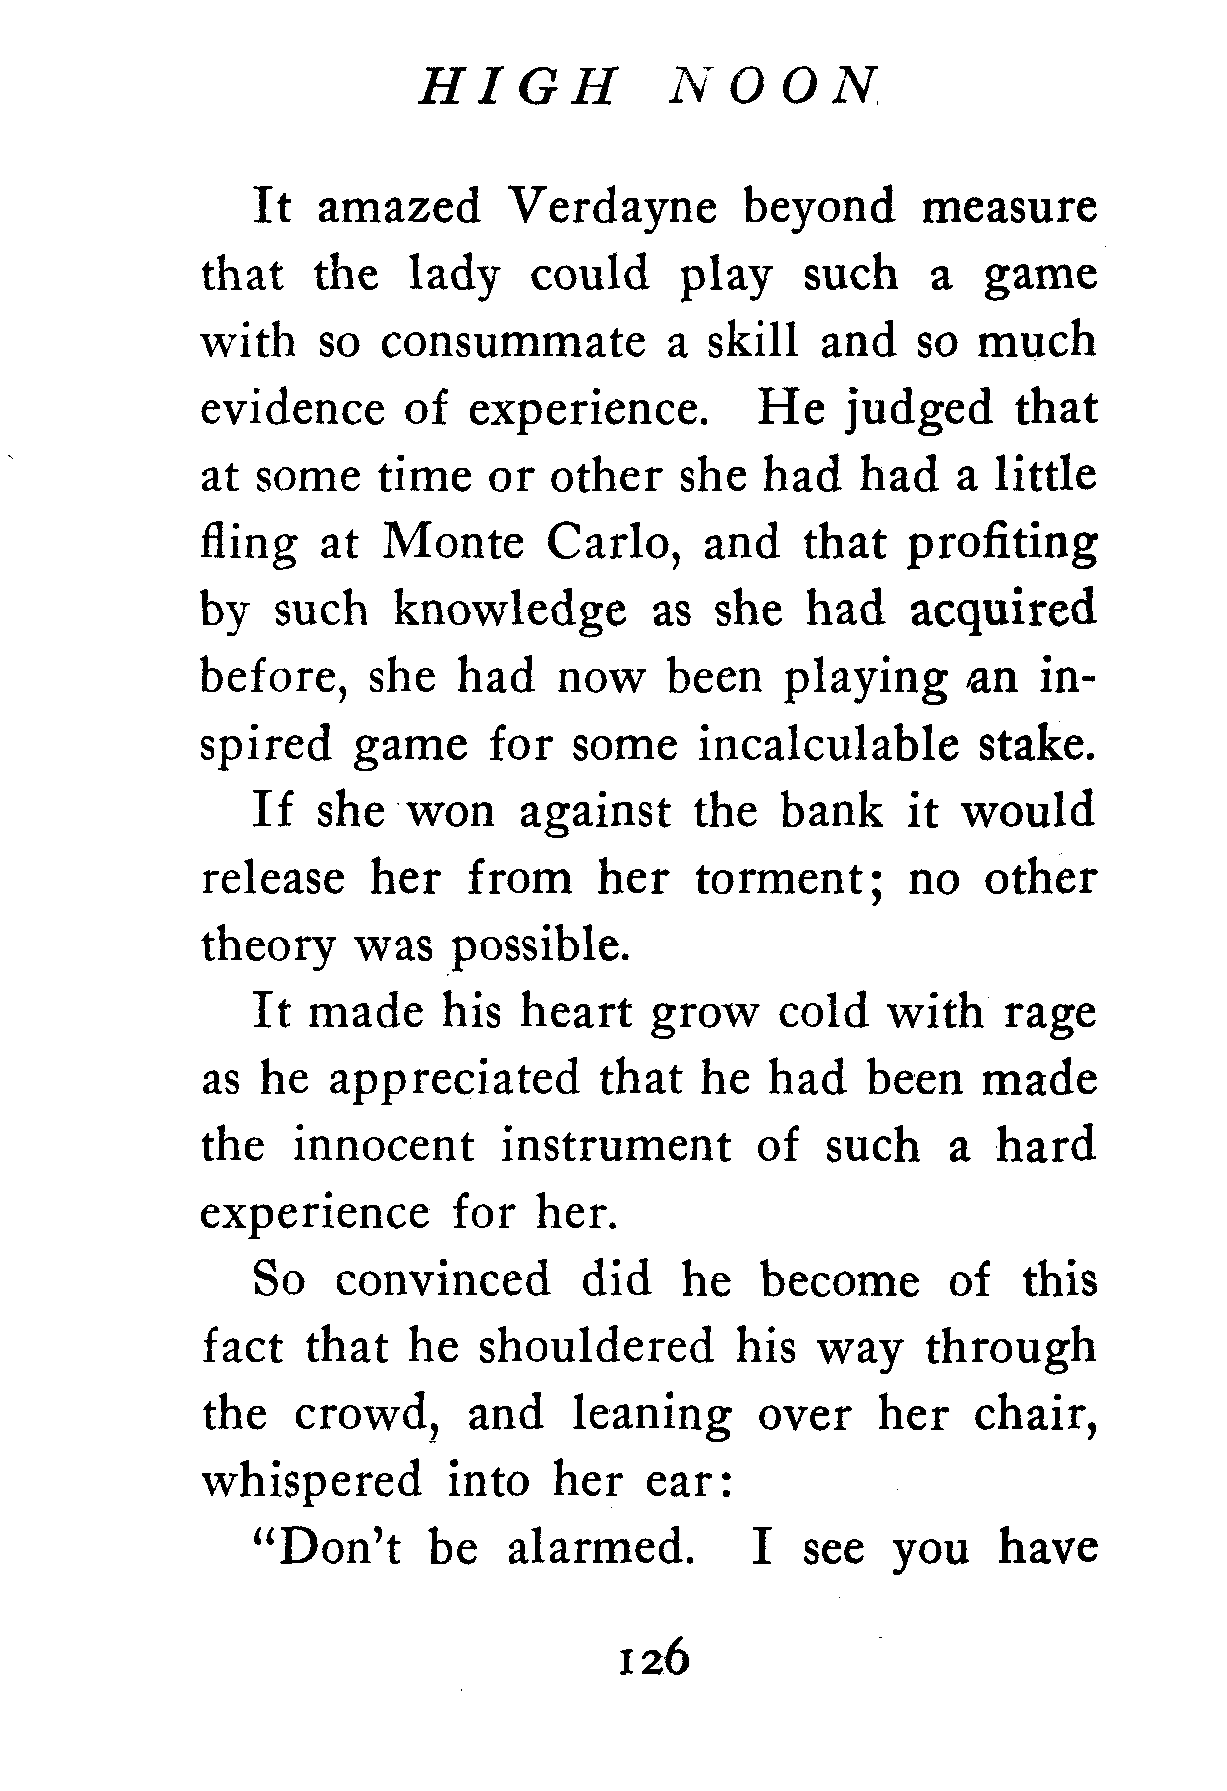 HIGH NOON
It amazed Verdayne beyond measure
that the lady could play such a game
with so consummate a skill and so much
evidence of experience. He judged that
at some time or other she had had a little
fling at Monte Carlo, and that profiting
by such knowledge as she had acquired
before, she had now been playing an in-
spired game for some incalculable stake.
If she won against the bank it would
release her from her torment; no other
theory was possible.
It made his heart grow cold with rage
as he appreciated that he had been made
the innocent instrument of such a hard
experience for her.
So convinced did he become of this
fact that he shouldered his way through
the crowd, and leaning over her chair,
whispered into her ear:
"Don't be alarmed. I see you have
126